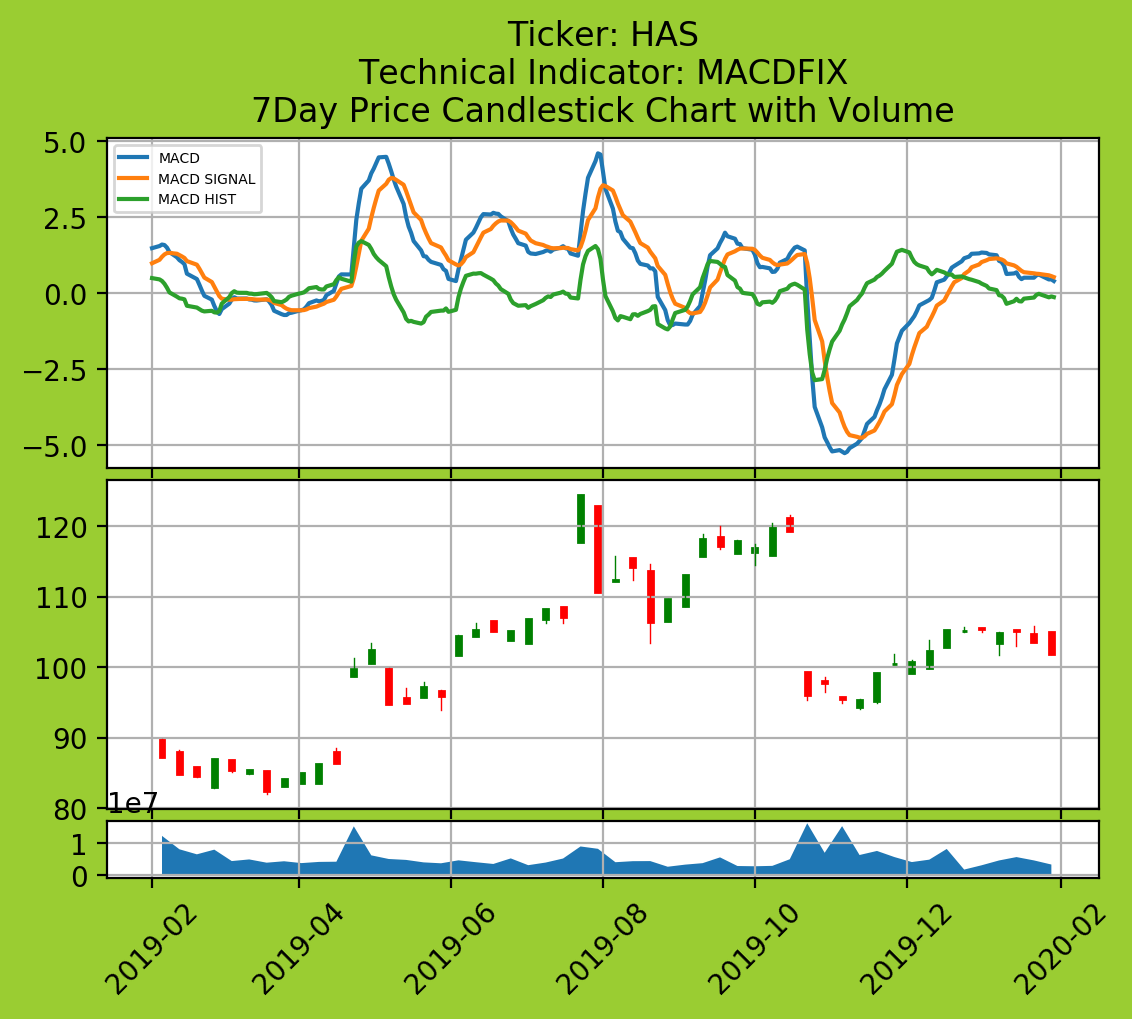 Ticker: HAS
Technical Indicator: MACDFIX
7Day Price Candlestick Chart with Volume
5.0
2.5
0.0
−2.5
−5.0
MACD
MACD SIGNAL
MACD HIST
120
110
100
90
80
1e7
1
0
2019-02
2019-04
2019-06
2019-08
2019-10
2019-12
2020-02